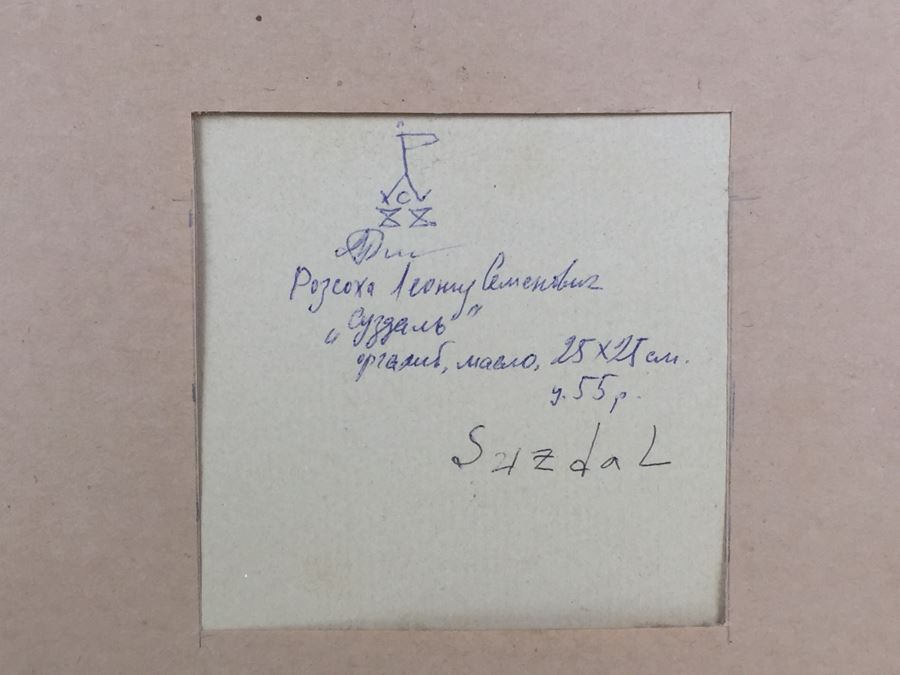 Розсоха Леонид Семенович
„Суздаль"
оргалит, масло, 25×25 см.
ц. 55 р.
Suzdal